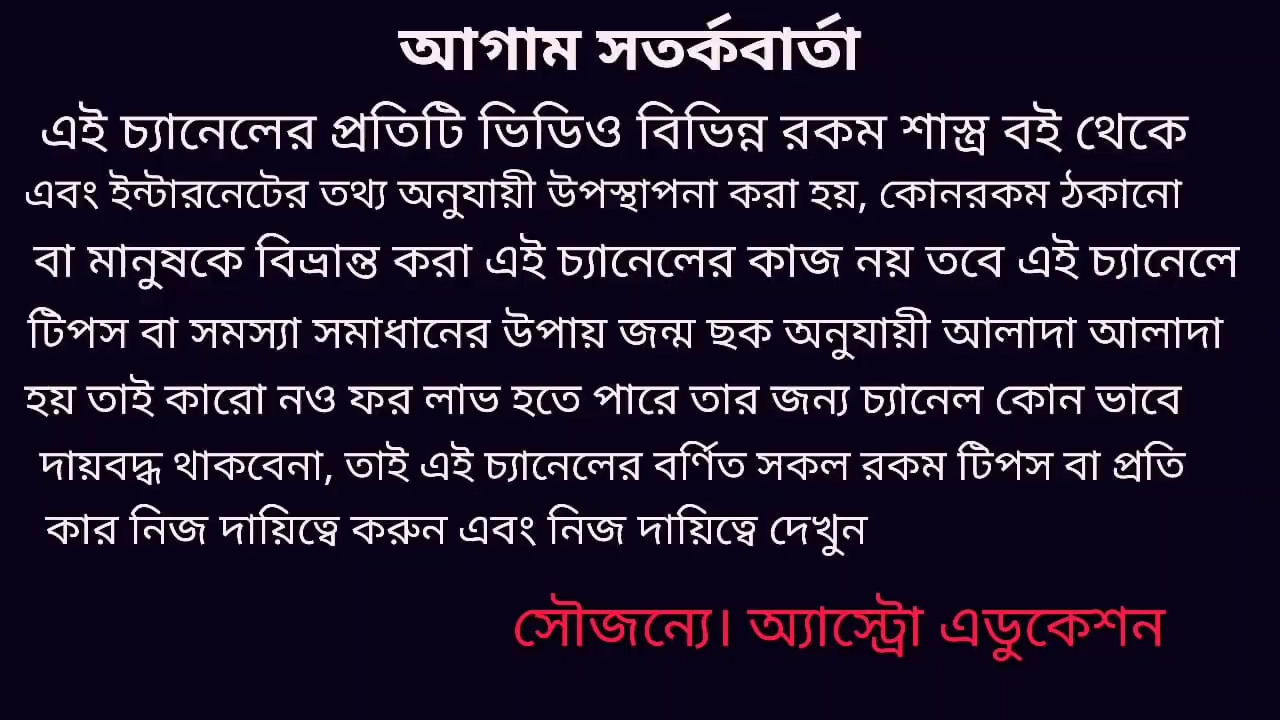 আগাম সতর্কবার্তা
এই চ্যানেলের প্রতিটি ভিডিও বিভিন্ন রকম শাস্ত্র বই থেকে
এবং ইন্টারনেটের তথ্য অনুযায়ী উপস্থাপনা করা হয়, কোনরকম ঠকানো
বা মানুষকে বিভ্রান্ত করা এই চ্যানেলের কাজ নয় তবে এই চ্যানেলে
টিপস বা সমস্যা সমাধানের উপায় জন্ম ছক অনুযায়ী আলাদা আলাদা
হয় তাই কারো নও ফর লাভ হতে পারে তার জন্য চ্যানেল কোন ভাবে
দায়বদ্ধ থাকবেনা, তাই এই চ্যানেলের বর্ণিত সকল রকম টিপস বা প্রতি
কার নিজ দায়িত্বে করুন এবং নিজ দায়িত্বে দেখুন
সৌজন্যে। অ্যাস্ট্রো এডুকেশন